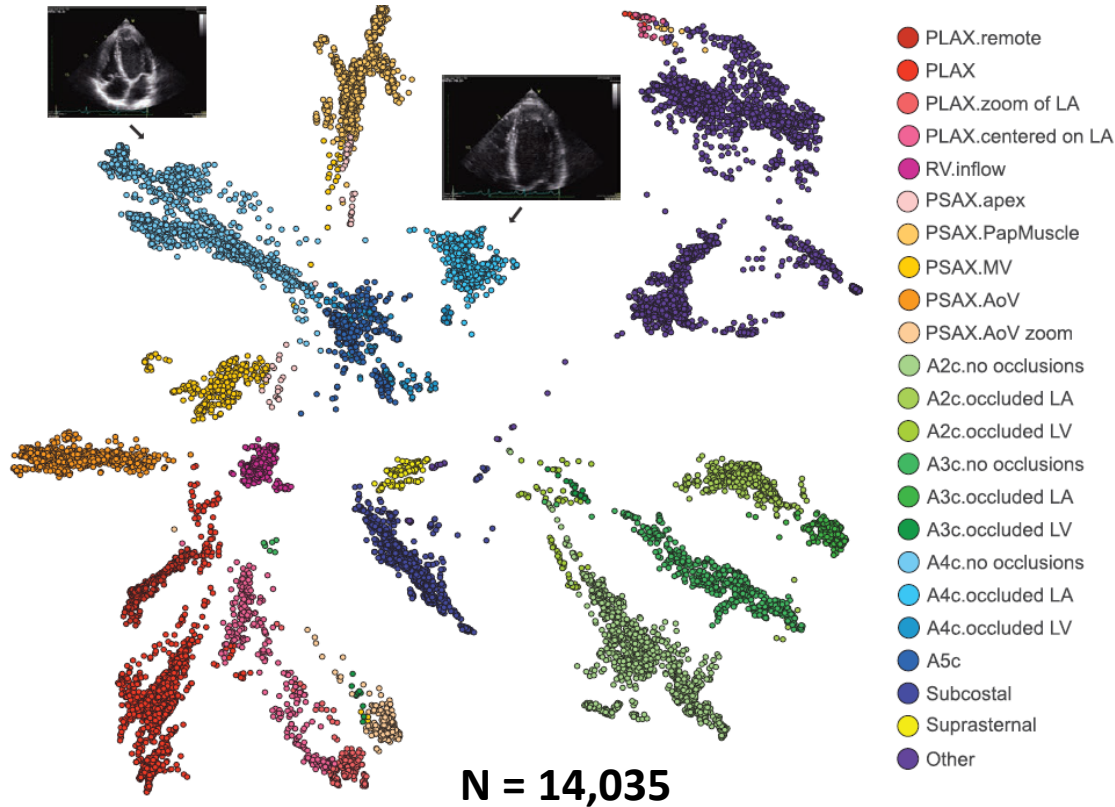 PLAX.remote
PLAX
PLAX.zoom of LA
PLAX.centered on LA
RV.inflow
PSAX.apex
PSAX.PapMuscle
PSAX.MV
PSAX.AoV
PSAX.AoV zoom
A2c.no occlusions
A2c.occluded LA
A2c.occluded LV
A3c.no occlusions
A3c.occluded LA
A3c.occluded LV
A4c.no occlusions
A4c.occluded LA
A4c.occluded LV
A5c
Subcostal
Suprasternal
Other
N = 14,035